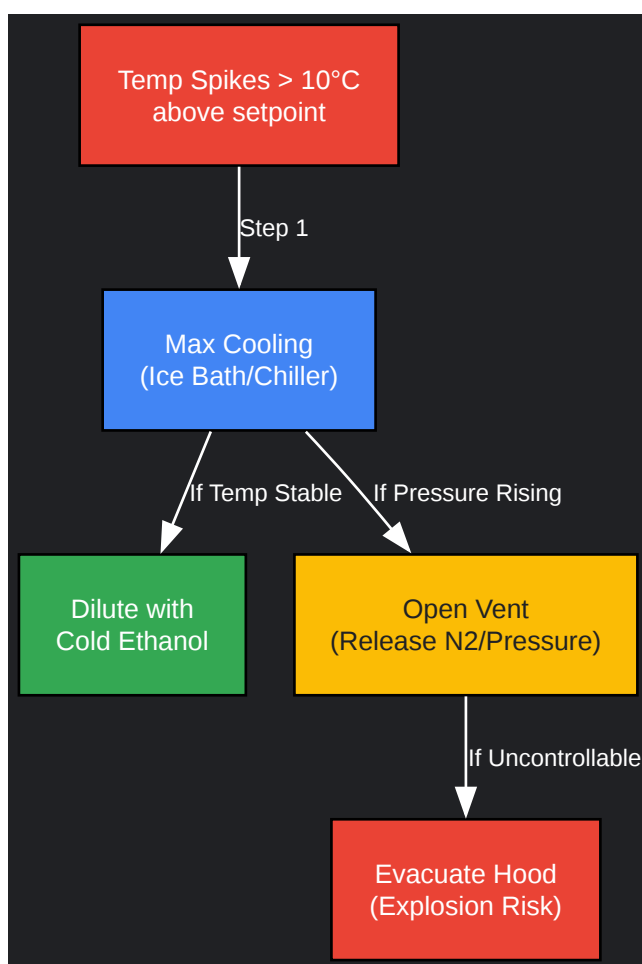 Temp Spikes > 10°C
above setpoint
Step 1
Max Cooling
(Ice Bath/Chiller)
If Temp Stable
If Pressure Rising
Dilute with
Cold Ethanol
Open Vent
(Release N2/Pressure)
If Uncontrollable
Evacuate Hood
(Explosion Risk)